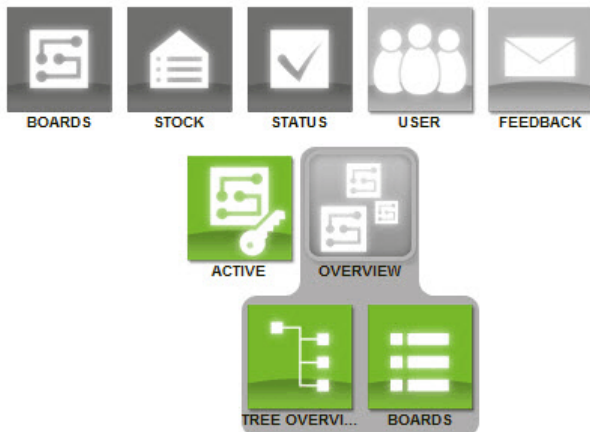 BOARDS STOCK STATUS USER FEEDBACK
ACTIVE OVERVIEW
TREE OVERVI... BOARDS